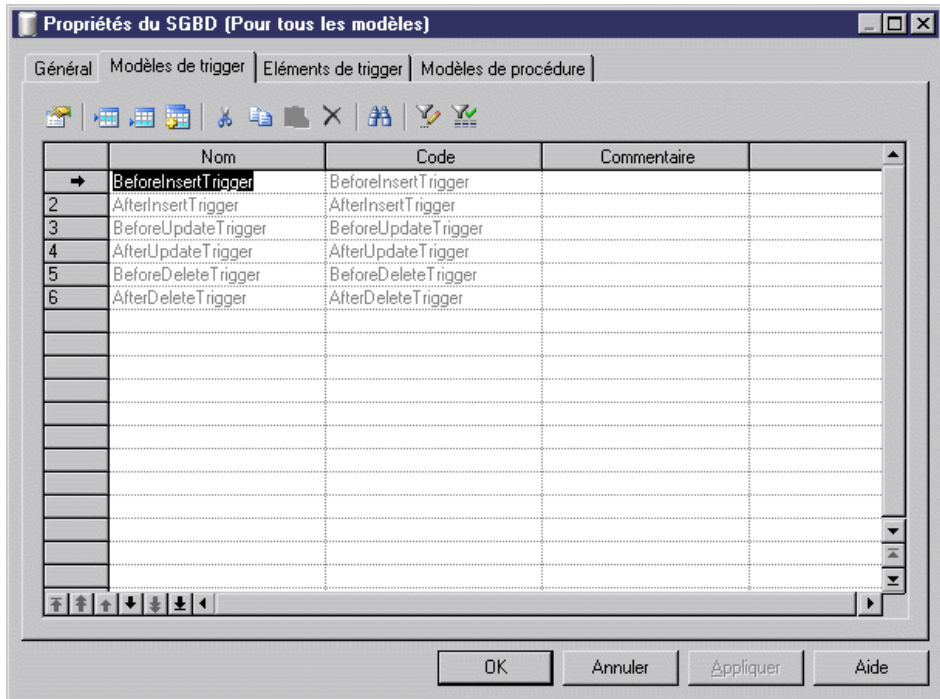 Propriétés du SGBD (Pour tous les modèles)
Général Modèles de trigger Eléments de trigger Modèles de procédure
Nom Code Commentaire
BeforeInsertTrigger BeforeInsertTrigger
2 AfterInsertTrigger AfterInsertTrigger
3 BeforeUpdateTrigger BeforeUpdateTrigger
4 AfterUpdateTrigger AfterUpdateTrigger
5 BeforeDeleteTrigger BeforeDeleteTrigger
6 AfterDeleteTrigger AfterDeleteTrigger
OK Annuler Appliquer Aide